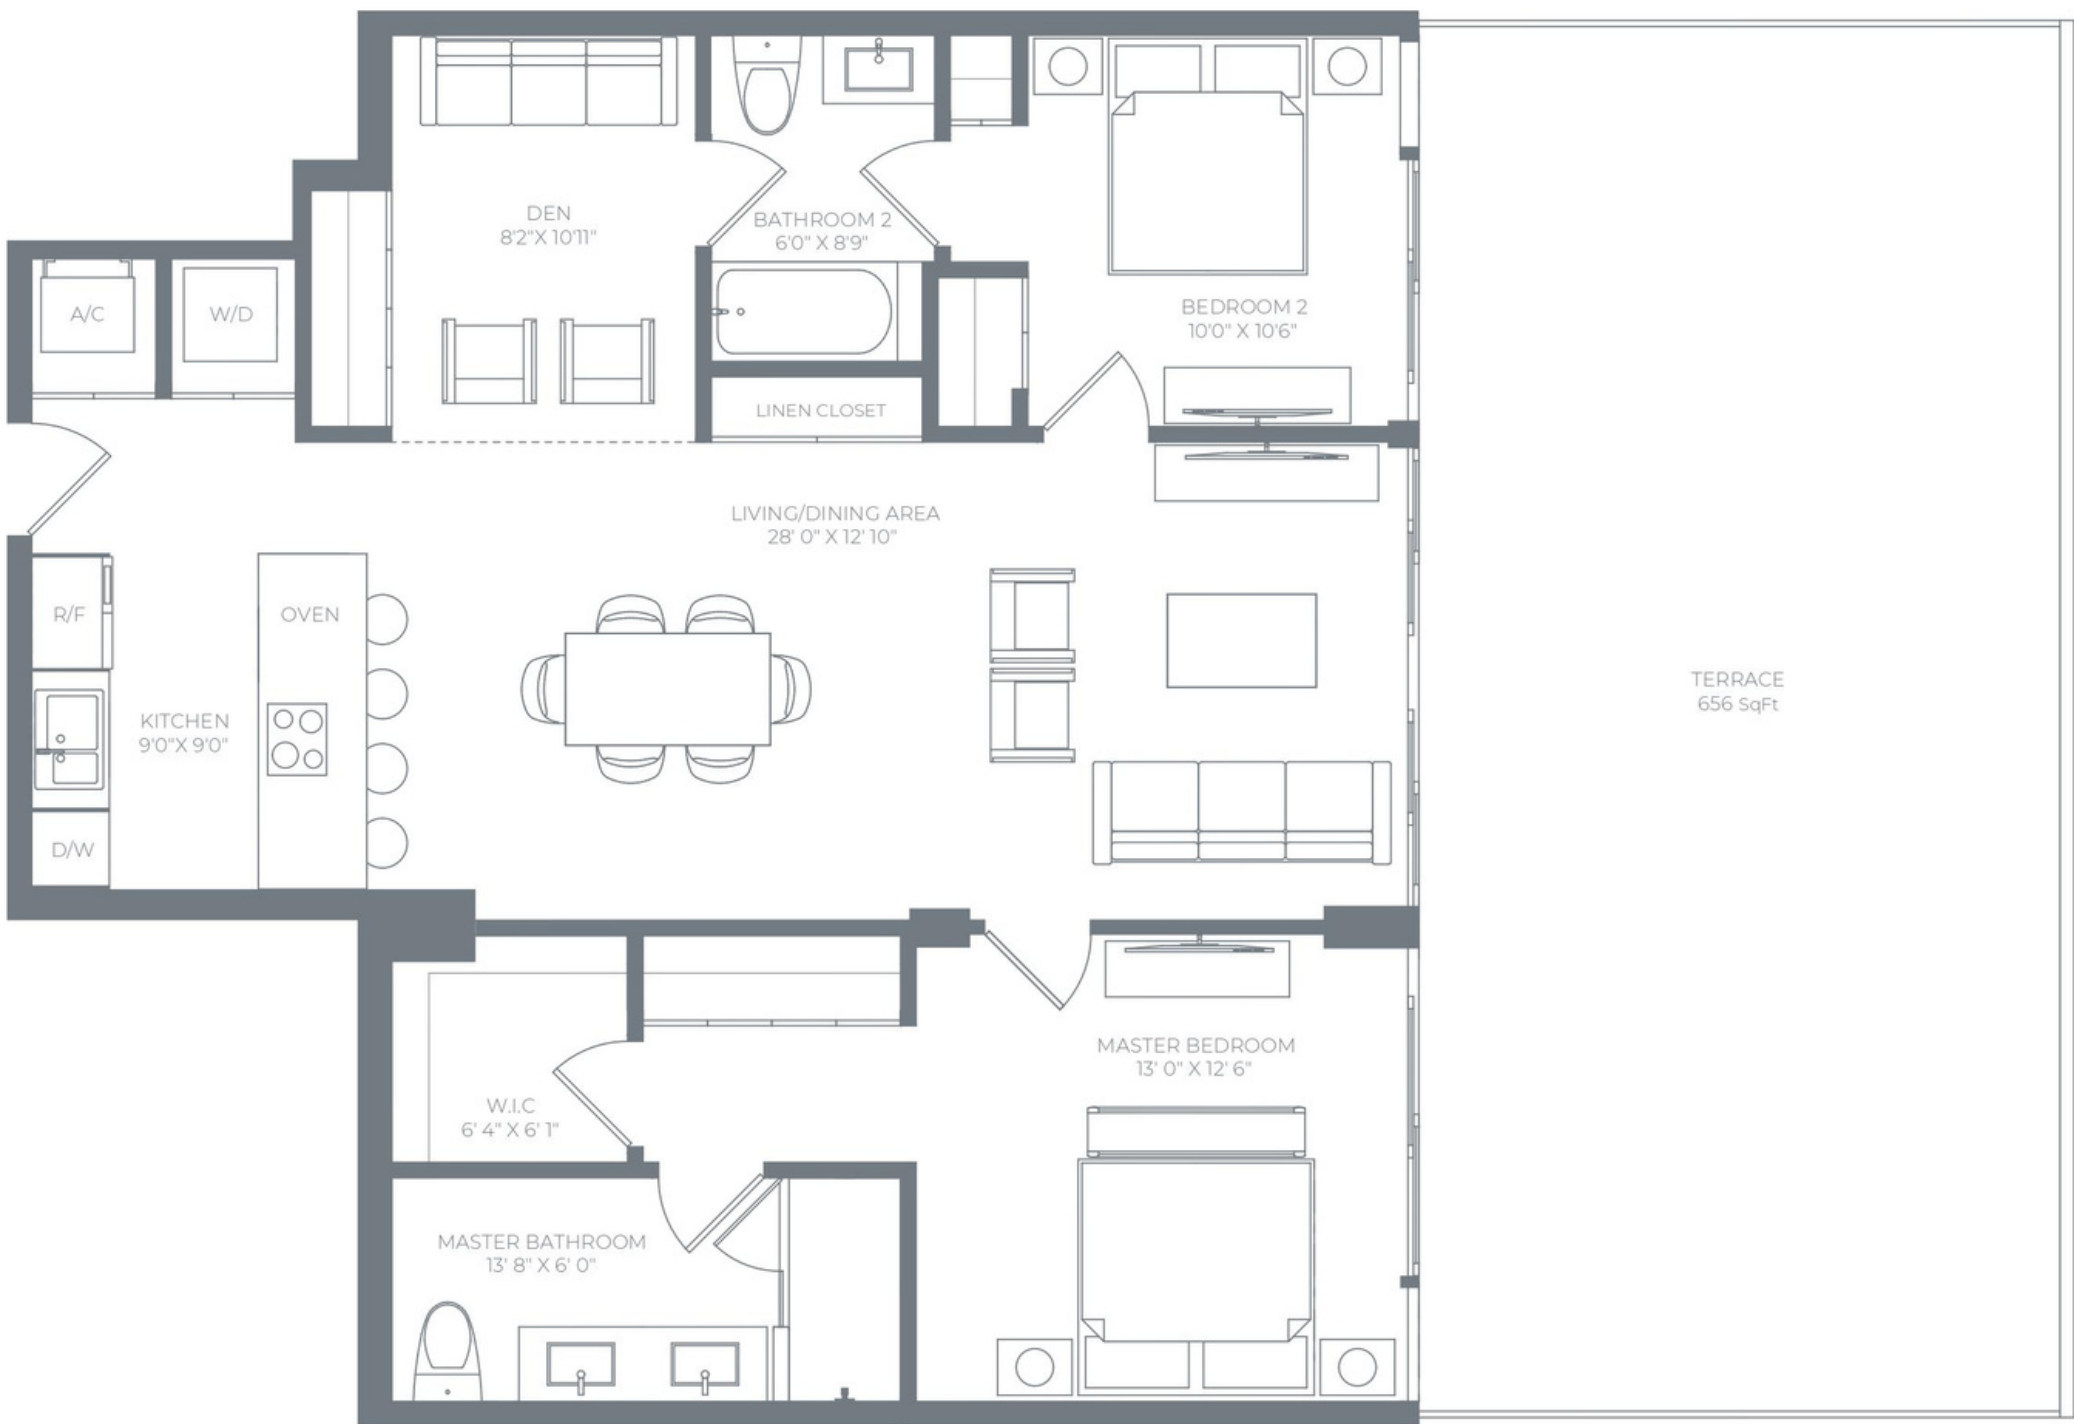 DEN
8'2"X 10'11"
BATHROOM 2
6'0" X 8'9"
A/C
W/D
BEDROOM 2
10'0" X 10'6"
LINEN CLOSET
LIVING/DINING AREA
28' 0" X 12' 10"
R/F
OVEN
KITCHEN
9'0"X 9'0"
D/W
TERRACE
656 SqFt
MASTER BEDROOM
13' 0" X 12' 6"
W.I.C
6' 4" X 6' 1"
MASTER BATHROOM
13' 8" X 6' 0"